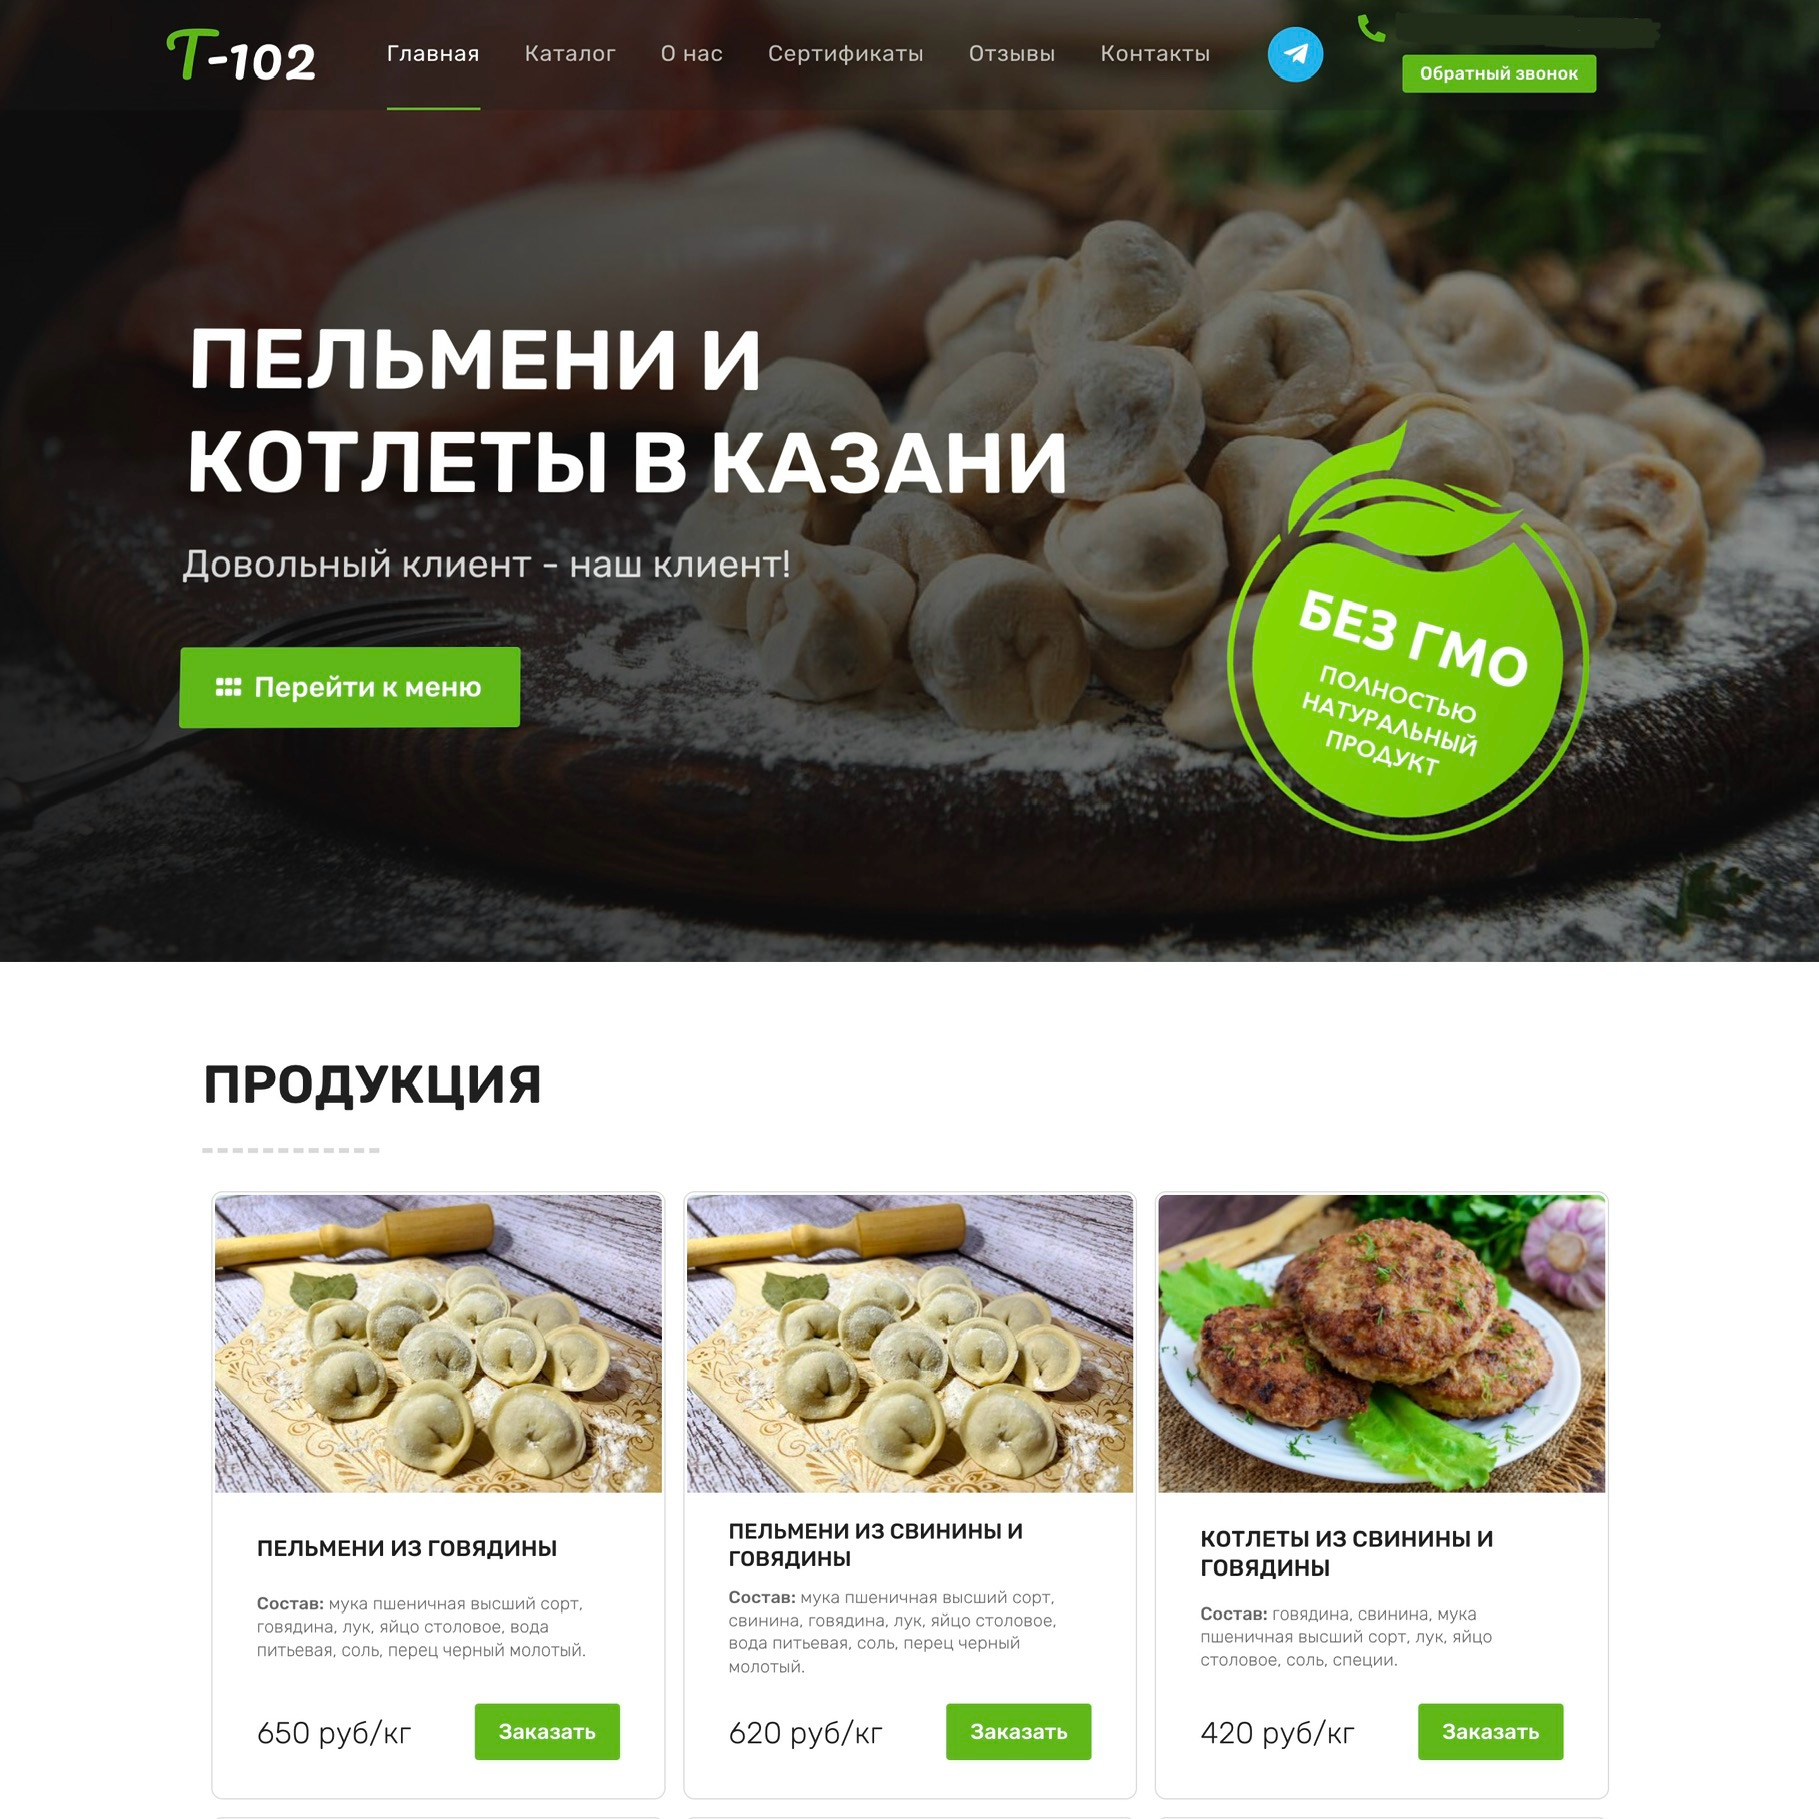 Т-102
Главная
Каталог
О нас
Сертификаты
Отзывы
Контакты
Обратный звонок
ПЕЛЬМЕНИ И
КОТЛЕТЫ В КАЗАНИ
Довольный клиент - наш клиент!
Перейти к меню
БЕЗ ГМО
ПОЛНОСТЬЮ
НАТУРАЛЬНЫЙ
ПРОДУКТ
ПРОДУКЦИЯ
ПЕЛЬМЕНИ ИЗ ГОВЯДИНЫ
Состав: мука пшеничная высший сорт,
говядина, лук, яйцо столовое, вода
питьевая, соль, перец черный молотый.
650 руб/кг
Заказать
ПЕЛЬМЕНИ ИЗ СВИНИНЫ И
ГОВЯДИНЫ
Состав: мука пшеничная высший сорт,
свинина, говядина, лук, яйцо столовое,
вода питьевая, соль, перец черный
молотый.
620 руб/кг
Заказать
КОТЛЕТЫ ИЗ СВИНИНЫ И
ГОВЯДИНЫ
Состав: говядина, свинина, мука
пшеничная высший сорт, лук, яйцо
столовое, соль, специи.
420 руб/кг
Заказать